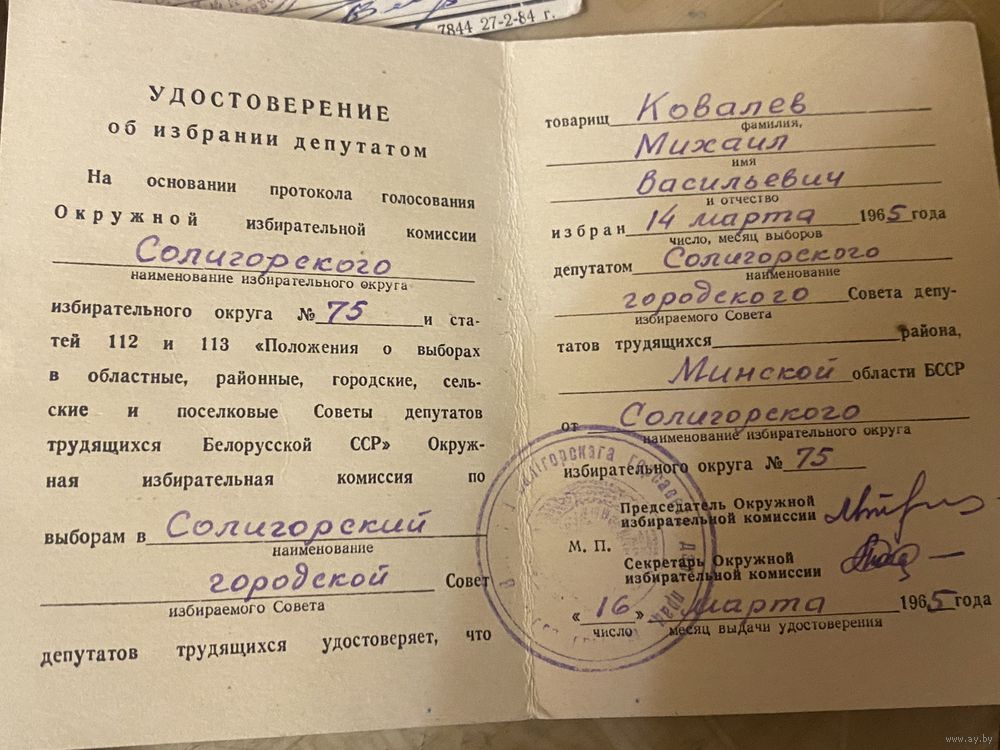 7844 27-2-84 г.
УДОСТОВЕРЕНИЕ
об избрании депутатом
На основании протокола голосования
Окружной избирательной комиссии
Солигорского
наименование избирательного округа
избирательного округа № 75 и ста-
тей 112 и 113 «Положения о выборах
в областные, районные, городские, сель-
ские и поселковые Советы депутатов
трудящихся Белорусской ССР» Окруж-
ная избирательная комиссия по
выборам в Солигорский
наименование
городской Совет
избираемого Совета
депутатов трудящихся удостоверяет, что
товарищ Ковалев
фамилия,
Михаил
имя
Васильевич
и отчество
избран 14 марта 1965 года
число, месяц выборов
депутатом Солигорского
наименование
городского Совета депу-
избираемого Совета
татов трудящихся района,
Минской области БССР
от Солигорского
наименование избирательного округа
избирательного округа № 75
Председатель Окружной
избирательной комиссии
М. П.
Секретарь Окружной
избирательной комиссии
« 16 » марта 1965 года
число месяц выдачи удостоверения
www.ay.by